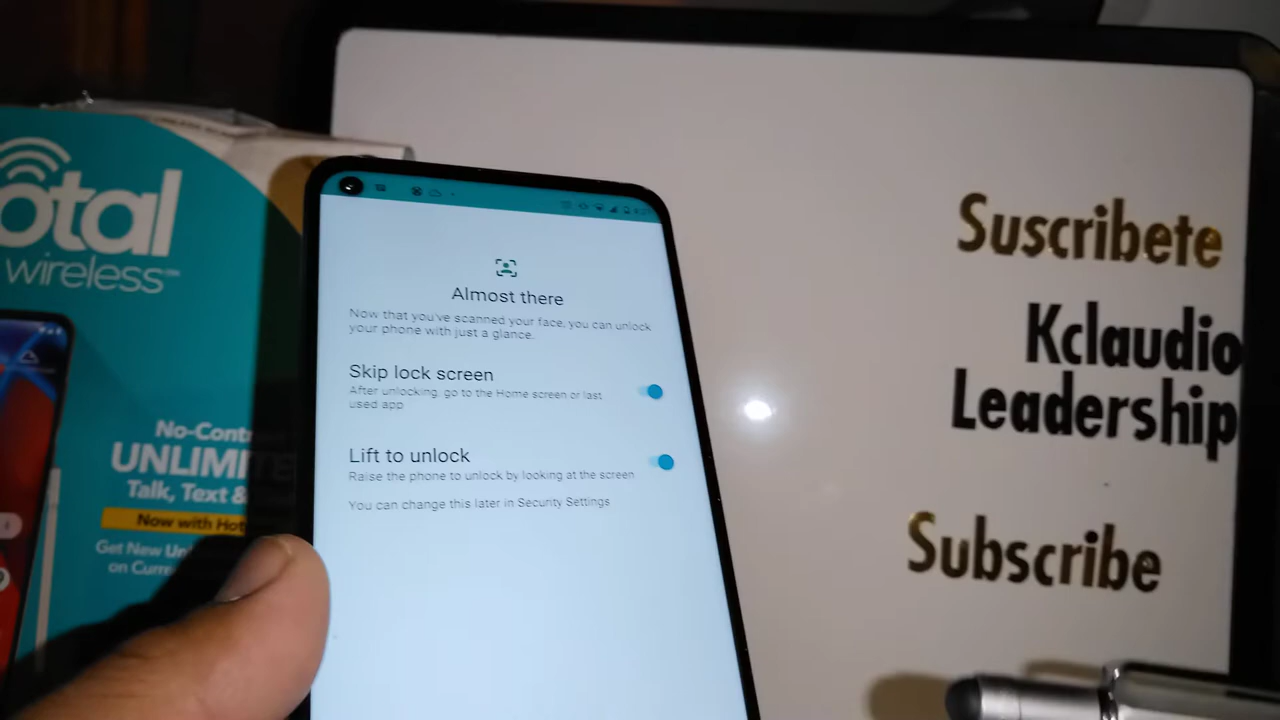 otal
wireless
No-Contr
UNLIMITE
Talk, Text &
Now with Hot
Get New Unl
on Curre
Almost there
Now that you've scanned your face, you can unlock
your phone with just a glance.
Skip lock screen
After unlocking, go to the Home screen or last
used app
Lift to unlock
Raise the phone to unlock by looking at the screen
You can change this later in Security Settings
Suscribete
Kclaudio
Leadership
Subscribe